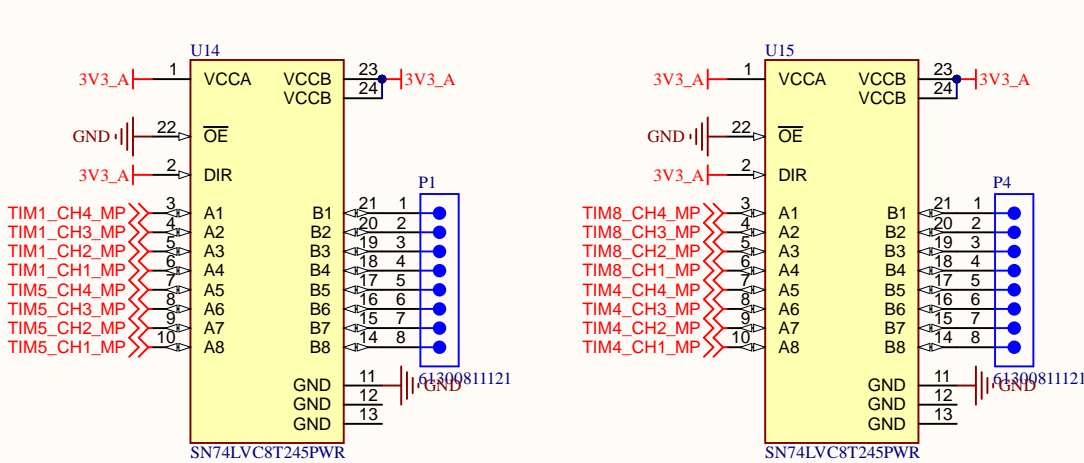 U14
3V3_A 1 VCCA VCCB 23 3V3_A
VCCB 24
GND 22 OE
3V3_A 2 DIR
P1
TIM1_CH4_MP 3 A1 B1 21 1
TIM1_CH3_MP 4 A2 B2 20 2
TIM1_CH2_MP 5 A3 B3 19 3
TIM1_CH1_MP 6 A4 B4 18 4
TIM5_CH4_MP 7 A5 B5 17 5
TIM5_CH3_MP 8 A6 B6 16 6
TIM5_CH2_MP 9 A7 B7 15 7
TIM5_CH1_MP 10 A8 B8 14 8
61300811121
GND 11 GND
GND 12
GND 13
SN74LVC8T245PWR
U15
3V3_A 1 VCCA VCCB 23 3V3_A
VCCB 24
GND 22 OE
3V3_A 2 DIR
P4
TIM8_CH4_MP 3 A1 B1 21 1
TIM8_CH3_MP 4 A2 B2 20 2
TIM8_CH2_MP 5 A3 B3 19 3
TIM8_CH1_MP 6 A4 B4 18 4
TIM4_CH4_MP 7 A5 B5 17 5
TIM4_CH3_MP 8 A6 B6 16 6
TIM4_CH2_MP 9 A7 B7 15 7
TIM4_CH1_MP 10 A8 B8 14 8
61300811121
GND 11 GND
GND 12
GND 13
SN74LVC8T245PWR